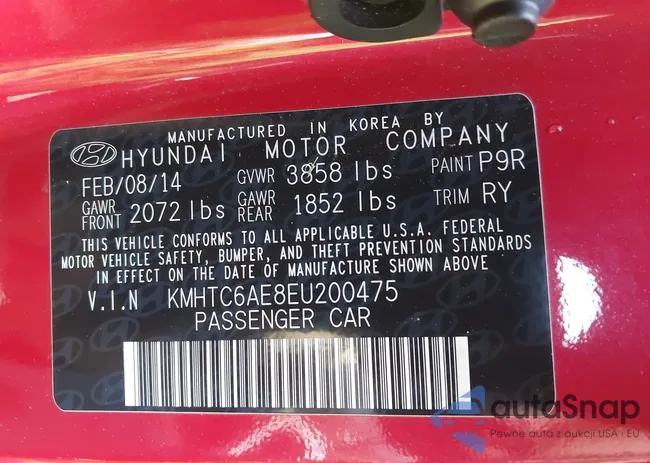 MANUFACTURED IN KOREA BY
HYUNDAI MOTOR COMPANY
FEB/08/14 GVWR 3858 lbs PAINT P9R
GAWR FRONT 2072 lbs GAWR REAR 1852 lbs TRIM RY
THIS VEHICLE CONFORMS TO ALL APPLICABLE U.S.A. FEDERAL
MOTOR VEHICLE SAFETY, BUMPER, AND THEFT PREVENTION STANDARDS
IN EFFECT ON THE DATE OF MANUFACTURE SHOWN ABOVE
V.I.N KMHTC6AE8EU200475
PASSENGER CAR
autaSnap
Pewne auta z aukcji USA i EU